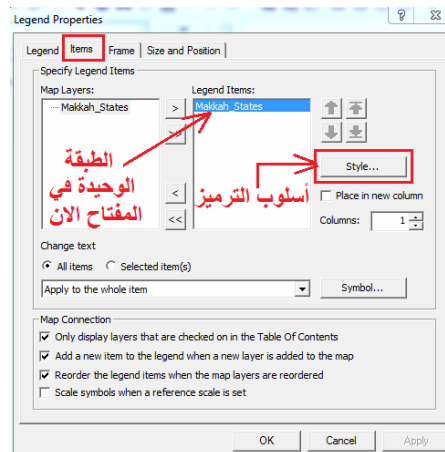 Legend Properties
Legend Items Frame Size and Position
Specify Legend Items
Map Layers:
Legend Items:
Makkah_States
>
Makkah_States
>>
الطبقة
الوحيدة في
المفتاح الان
Style...
أسلوب الترميز
Place in new column
<
<<
Columns: 1
Change text
All items Selected item(s)
Apply to the whole item
Symbol...
Map Connection
Only display layers that are checked on in the Table Of Contents
Add a new item to the legend when a new layer is added to the map
Reorder the legend items when the map layers are reordered
Scale symbols when a reference scale is set
OK Cancel Apply